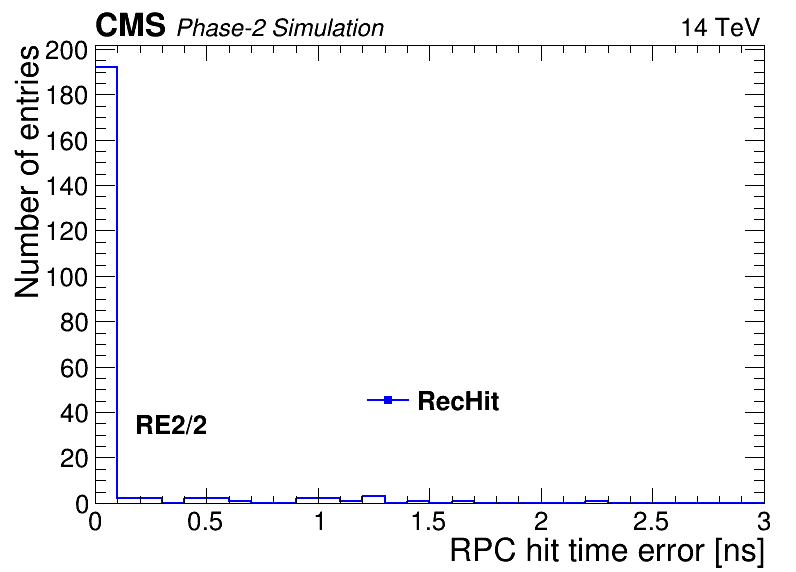 CMS Phase-2 Simulation 14 TeV
Number of entries
200
180
160
140
120
100
80
60
40
20
0
RE2/2
RecHit
0 0.5 1 1.5 2 2.5 3
RPC hit time error [ns]